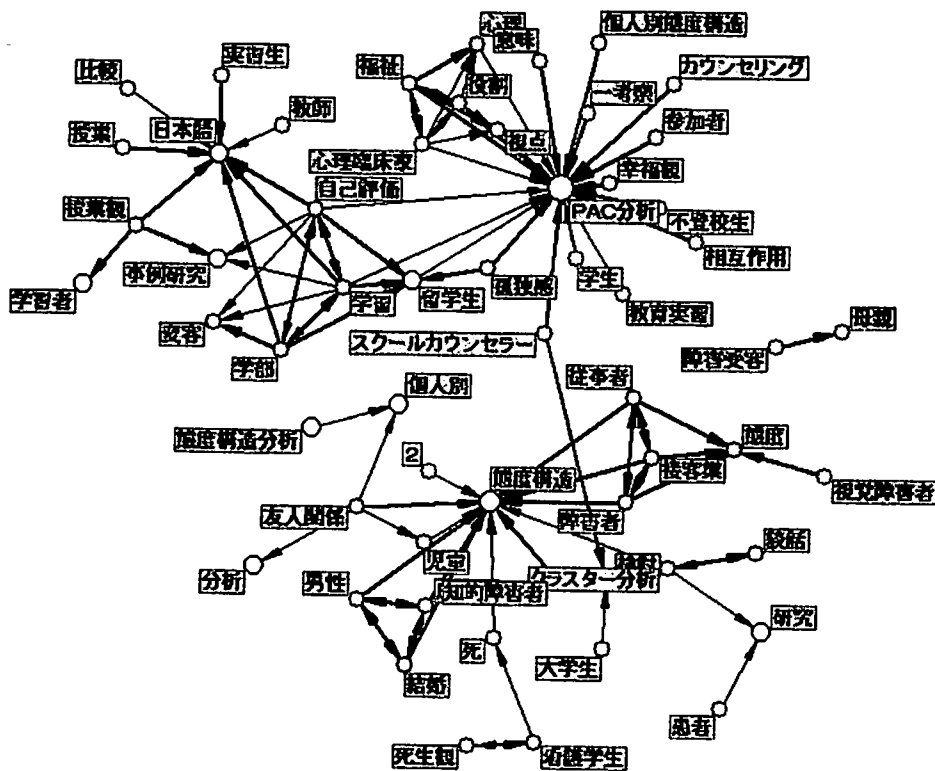 心理
意味
個人別態度構造
実習生
比較
福祉
カウンセリング
役割
一考察
教師
参加者
授業
日本語
視点
心理臨床家
幸福観
自己評価
PAC分析
不登校生
授業観
相互作用
事例研究
学生
学習者
学習
留学生
孤独感
教育実習
変容
母親
学部
スクールカウンセラー
障害受容
従事者
個人別
態度構造分析
態度
2
態度構造
接客業
視覚障害者
友人関係
障害者
談話
分析
児童
クラスター分析
男性
知的障害者
研究
死
大学生
結婚
患者
死生観
看護学生